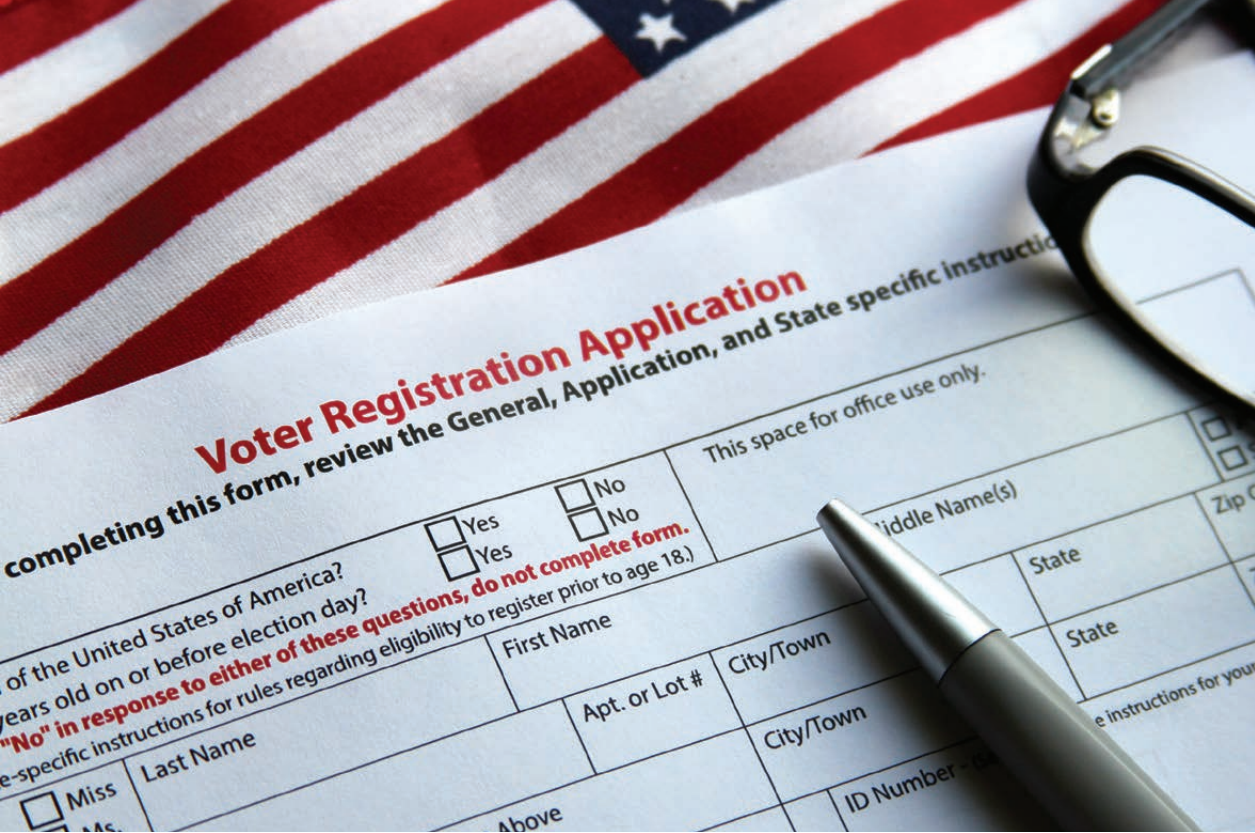 Voter Registration Application
completing this form, review the General, Application, and State specific
This space for office use only.
of the United States of America? Yes No
years old on or before election day? Yes No
"No" in response to either of these questions, do not complete form.
e-specific instructions for rules regarding eligibility to register prior to age 18.)
Miss
Ms.
Last Name
First Name
iddle Name(s)
Apt. or Lot #
City/Town
State
Zip
Above
City/Town
State
ID Number -
e instructions for your